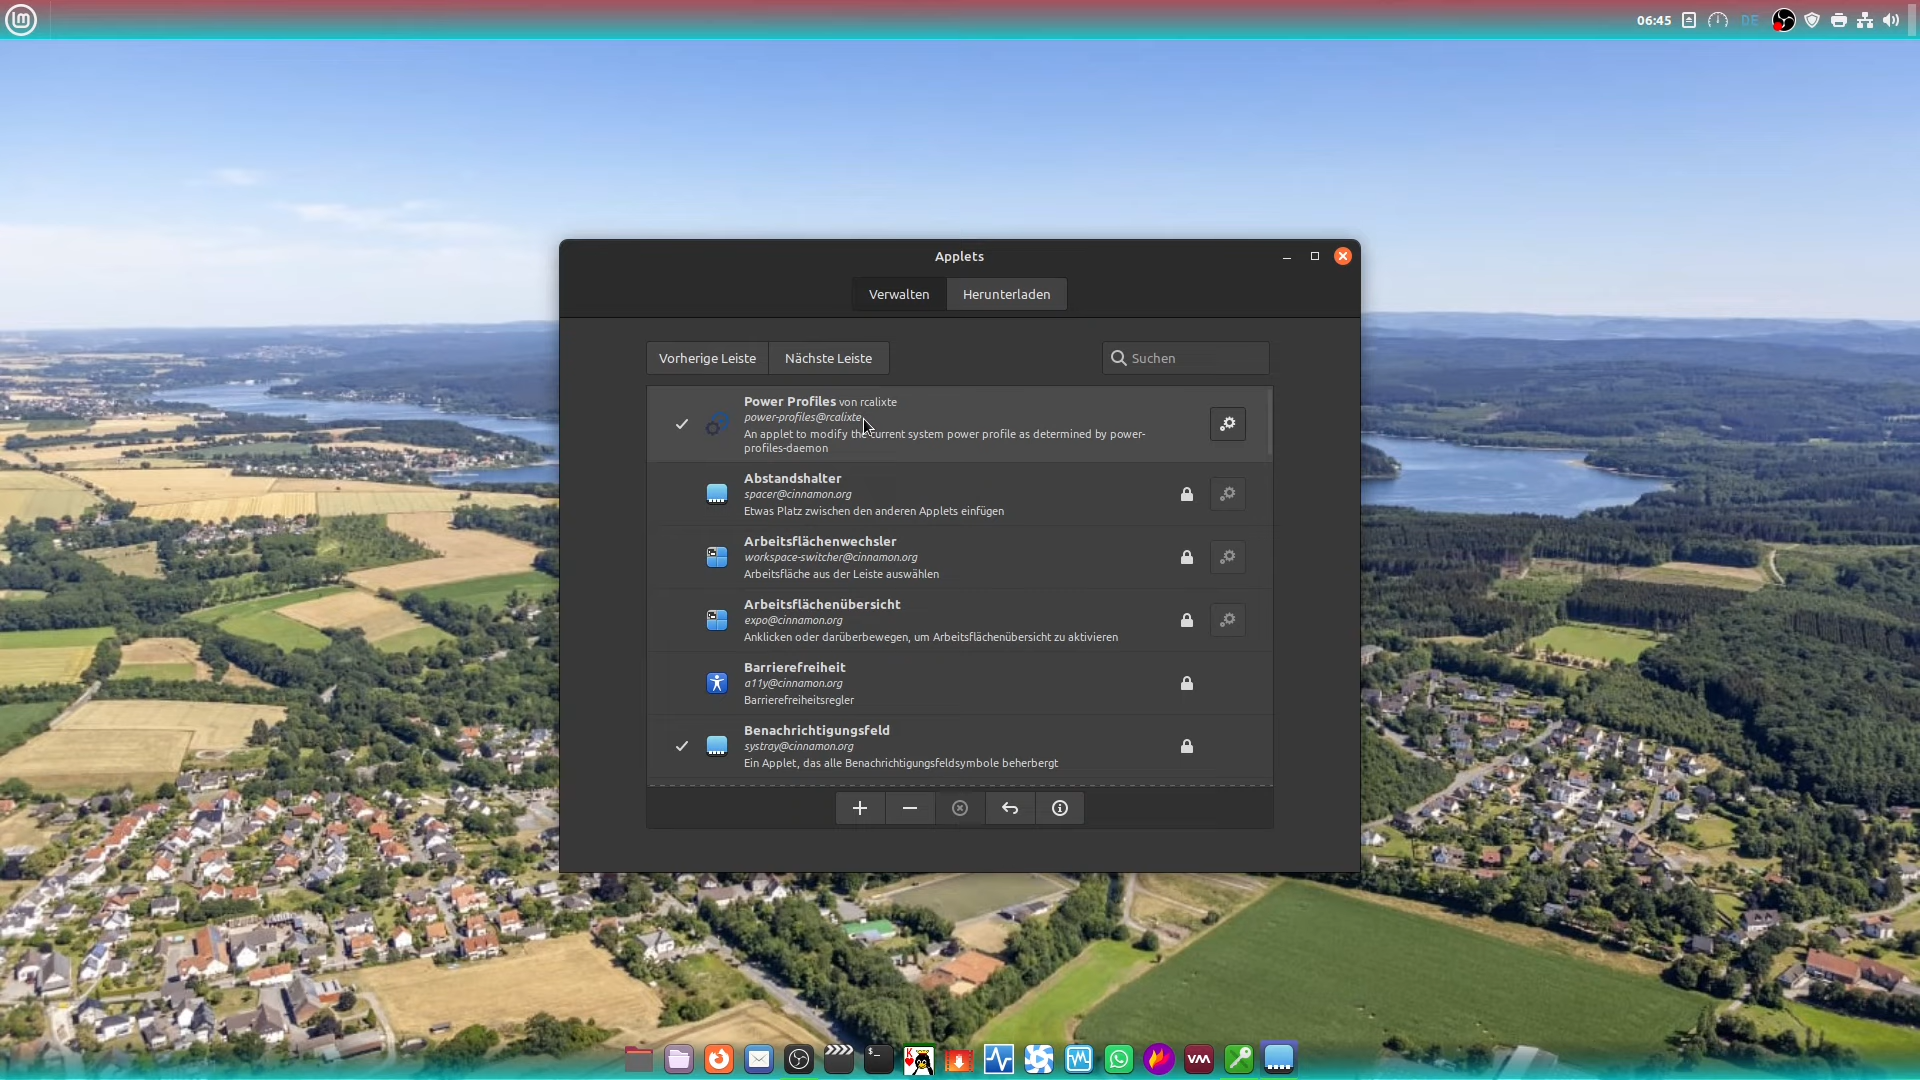 06:45
DE
Applets
Verwalten
Herunterladen
Vorherige Leiste
Nächste Leiste
Suchen
Power Profiles von rcalixte
power-profiles@rcalixte
An applet to modify the current system power profile as determined by power-
profiles-daemon
Abstandshalter
spacer@cinnamon.org
Etwas Platz zwischen den anderen Applets einfügen
Arbeitsflächenwechsler
workspace-switcher@cinnamon.org
Arbeitsfläche aus der Leiste auswählen
Arbeitsflächenübersicht
expo@cinnamon.org
Anklicken oder darüberbewegen, um Arbeitsflächenübersicht zu aktivieren
Barrierefreiheit
a11y@cinnamon.org
Barrierefreiheitsregler
Benachrichtigungsfeld
systray@cinnamon.org
Ein Applet, das alle Benachrichtigungsfeldsymbole beherbergt